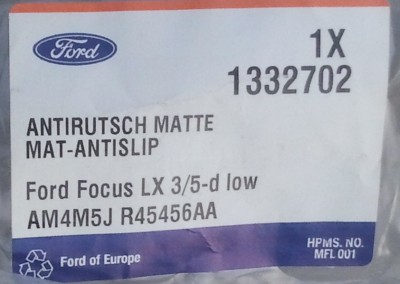 Ford
1X
1332702
ANTIRUTSCH MATTE
MAT-ANTISLIP
Ford Focus LX 3/5-d low
AM4M5J R45456AA
Ford of Europe
HPMS. NO.
MFL 001